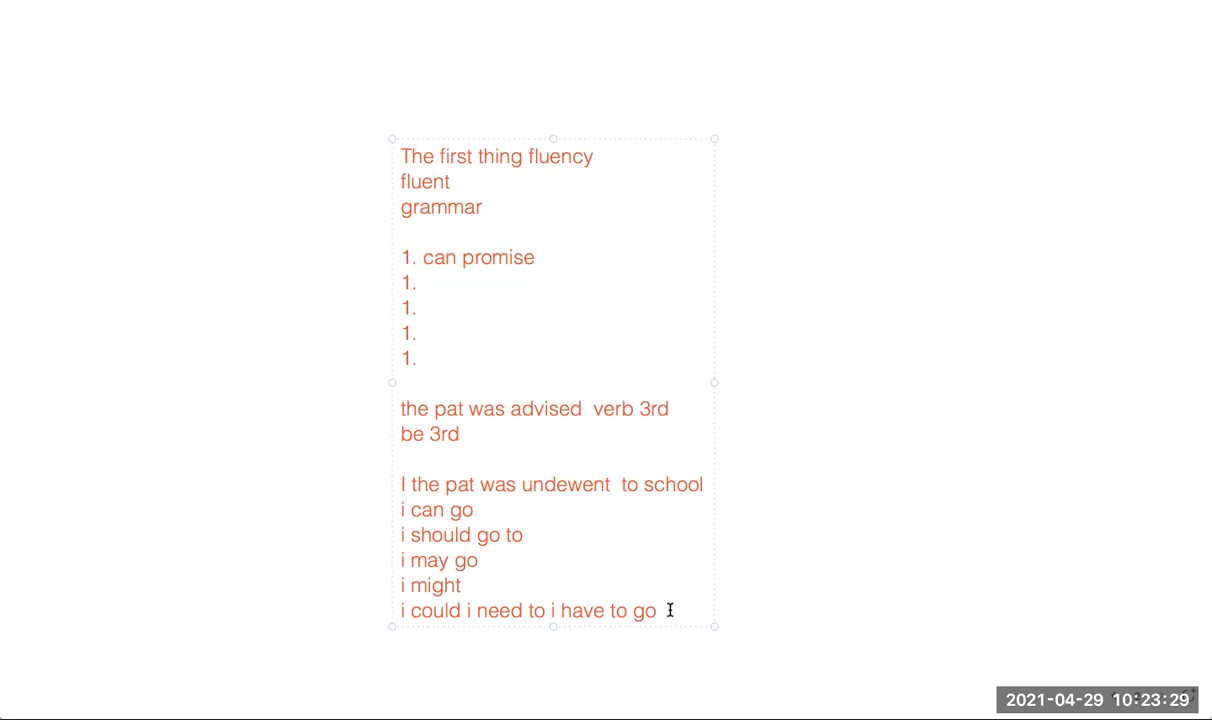 The first thing fluency
fluent
grammar
1. can promise
1.
1.
1.
1.
the pat was advised  verb 3rd
be 3rd
I the pat was undewent  to school
i can go
i should go to
i may go
i might
i could i need to i have to go
2021-04-29 10:23:29